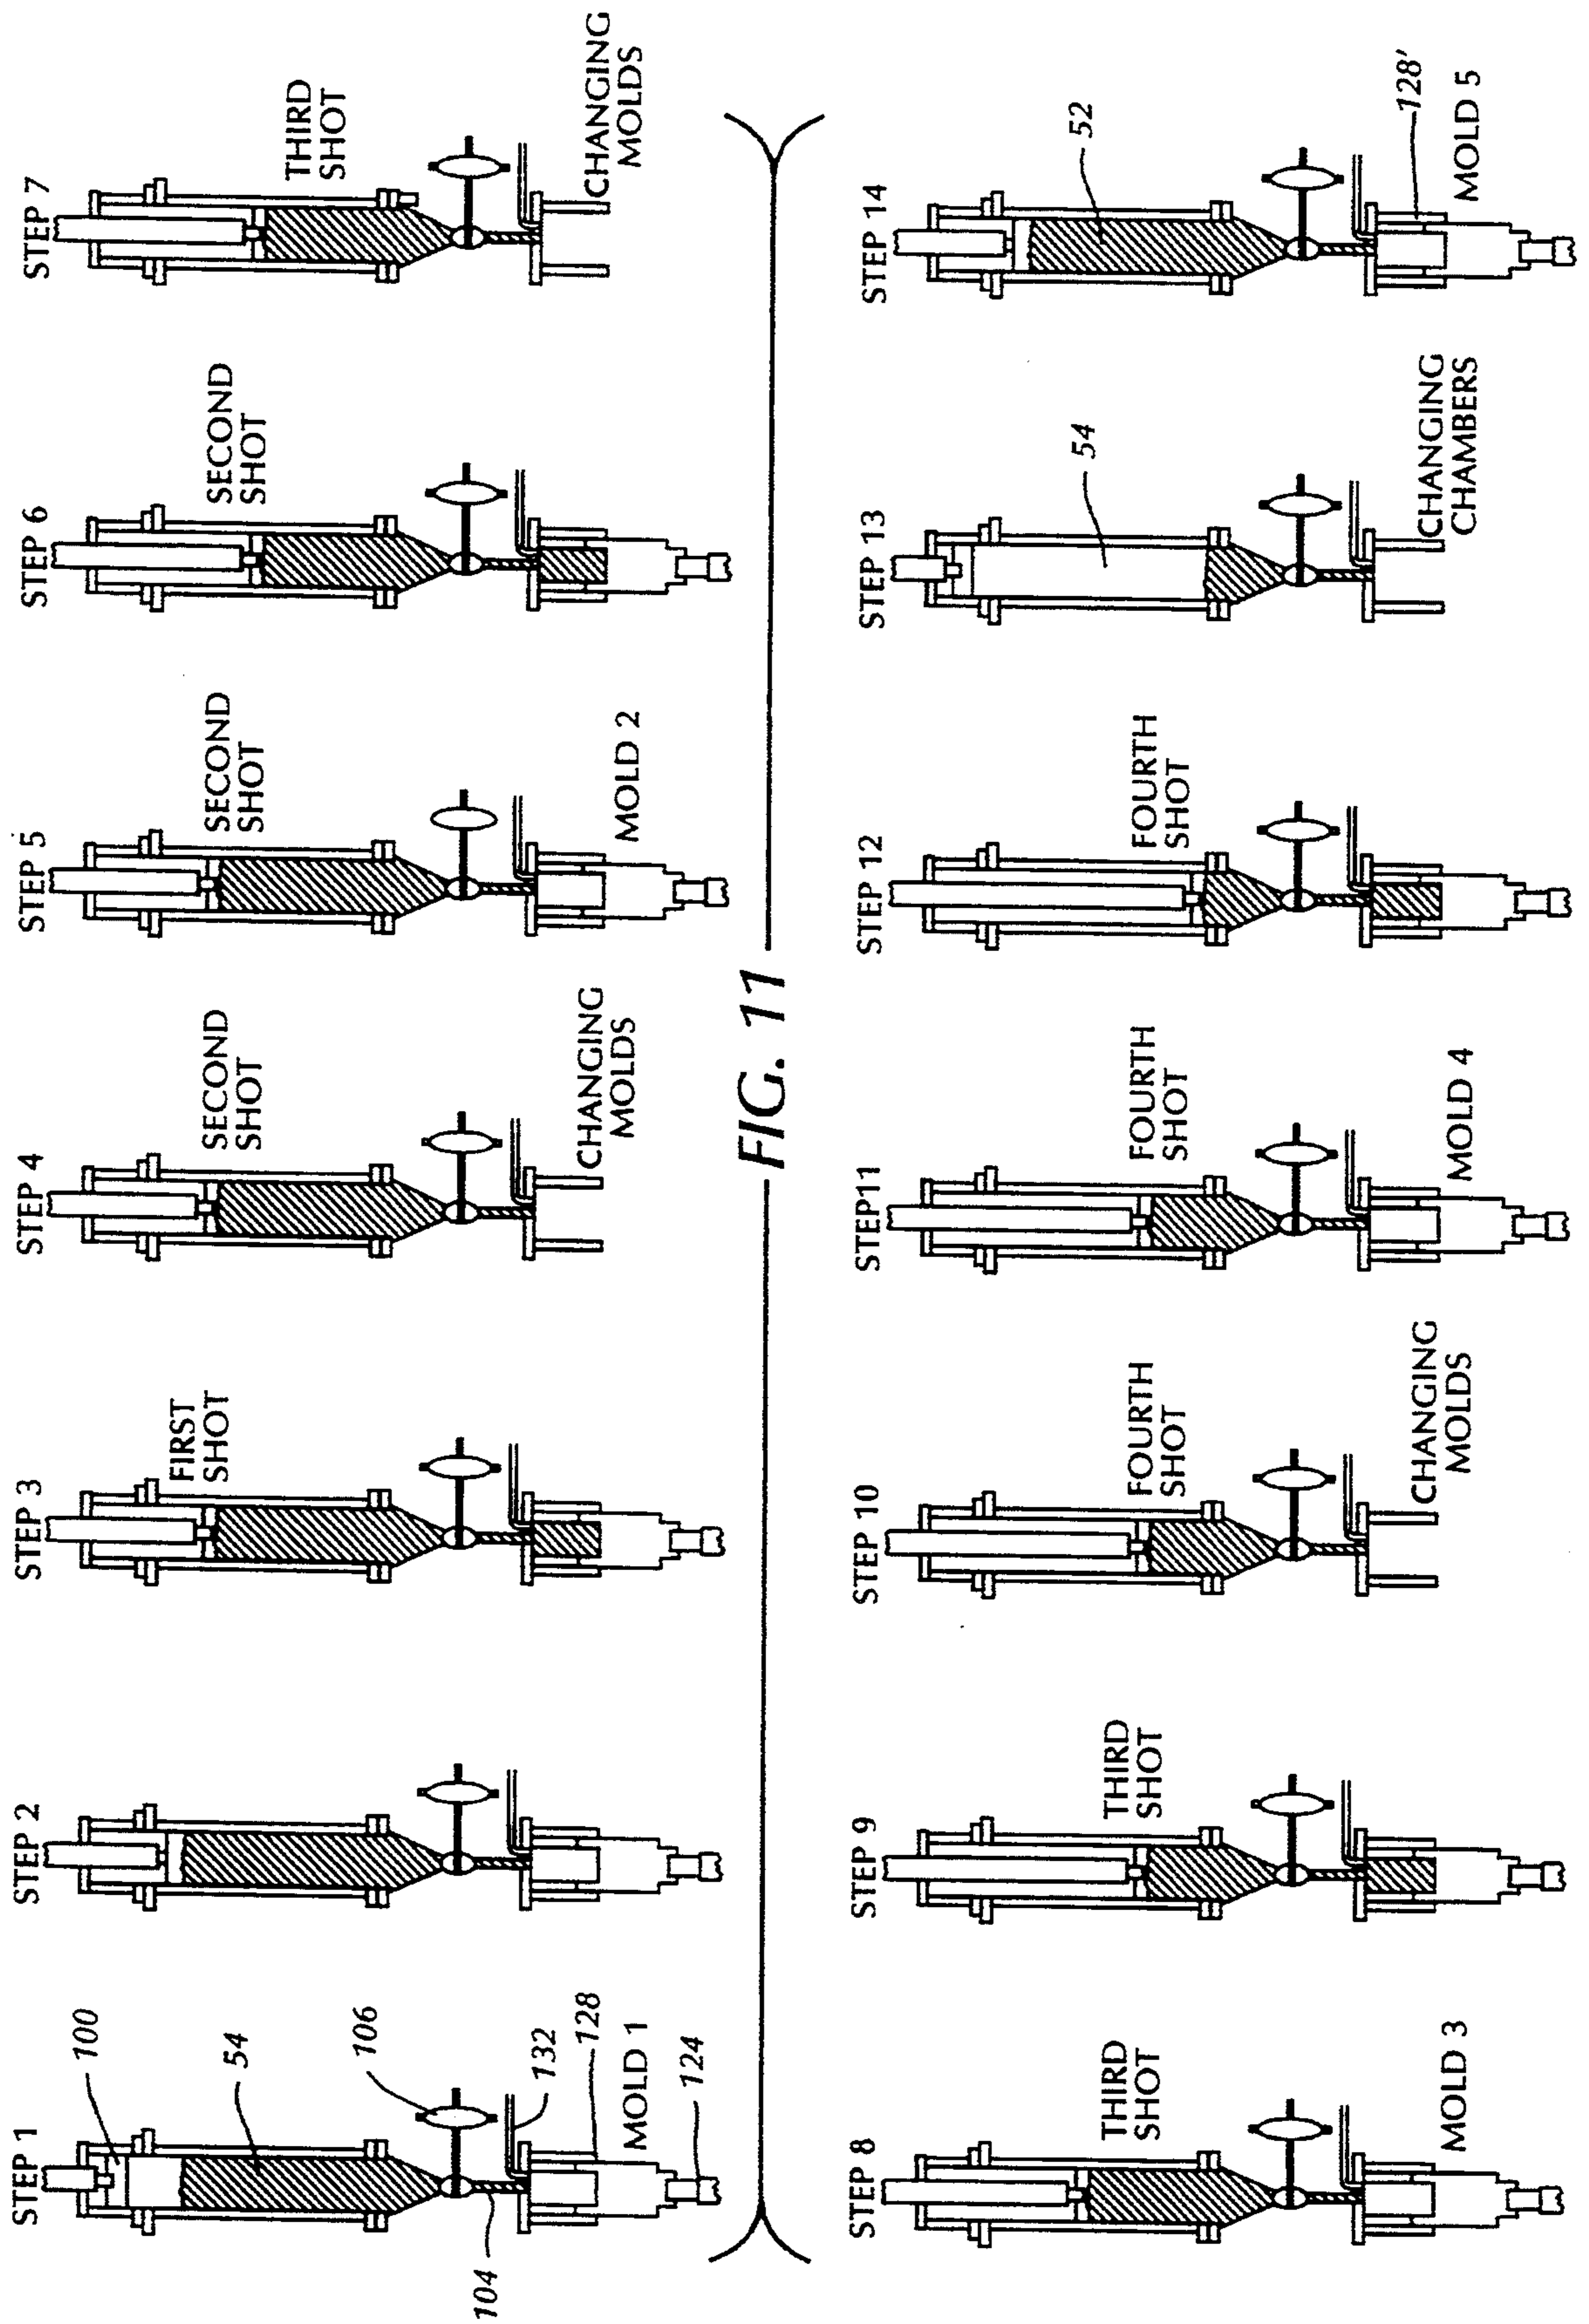 STEP 1
100
54
106
104
132
128
MOLD 1
124
STEP 2
STEP 3
FIRST
SHOT
STEP 4
SECOND
SHOT
CHANGING
MOLDS
STEP 5
SECOND
SHOT
MOLD 2
STEP 6
SECOND
SHOT
STEP 7
THIRD
SHOT
CHANGING
MOLDS
FIG. 11
STEP 8
THIRD
SHOT
MOLD 3
STEP 9
THIRD
SHOT
STEP 10
FOURTH
SHOT
CHANGING
MOLDS
STEP11
FOURTH
SHOT
MOLD 4
STEP 12
FOURTH
SHOT
STEP 13
54
CHANGING
CHAMBERS
STEP 14
52
128'
MOLD 5